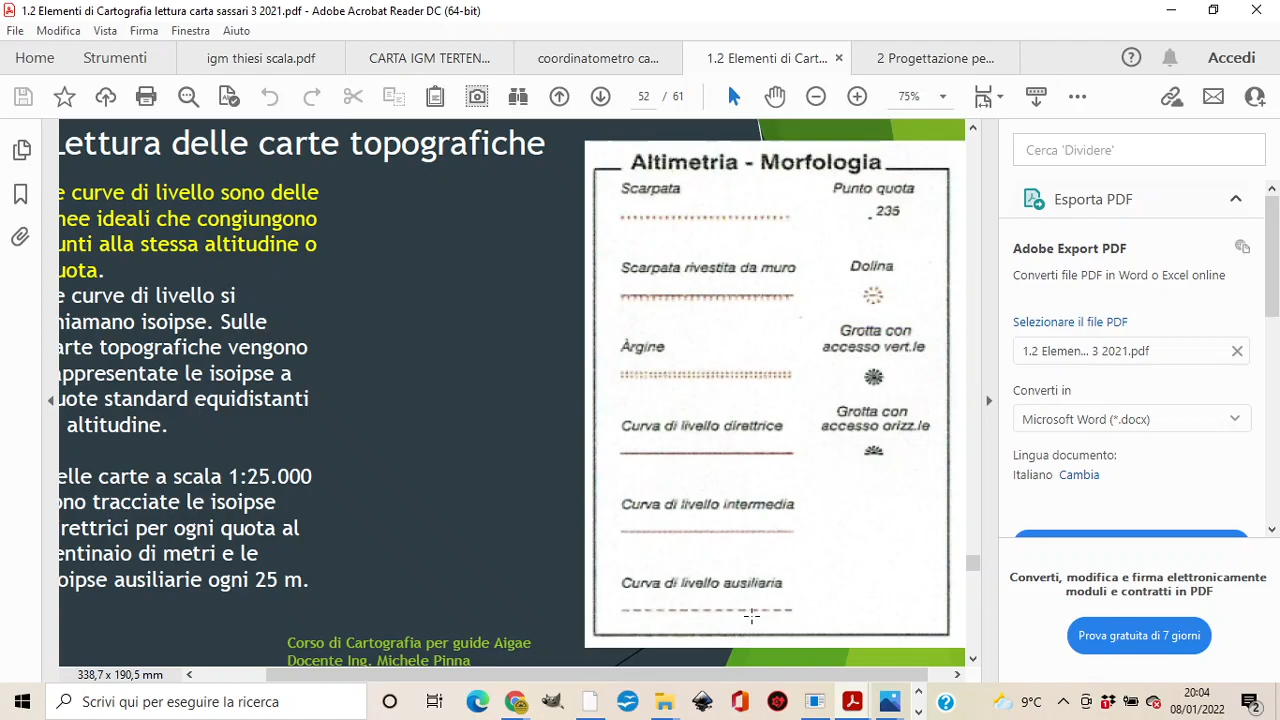 1.2 Elementi di Cartografia lettura carta sassari 3 2021.pdf - Adobe Acrobat Reader DC (64-bit)
File Modifica Vista Firma Finestra Aiuto
Home Strumenti igm thiesi scala.pdf CARTA IGM TERTEN... coordinatometro ca... 1.2 Elementi di Cart... × 2 Progettazione pe... Accedi
52 / 61 75%
Lettura delle carte topografiche
e curve di livello sono delle
nee ideali che congiungono
unti alla stessa altitudine o
uota.
e curve di livello si
hiamano isoipse. Sulle
arte topografiche vengono
appresentate le isoipse a
uote standard equidistanti
altitudine.
elle carte a scala 1:25.000
ono tracciate le isoipse
irettrici per ogni quota al
entinaio di metri e le
oipse ausiliarie ogni 25 m.
Corso di Cartografia per guide Aigae
Docente Ing. Michele Pinna
Altimetria - Morfologia
Scarpata
Punto quota
. 235
Scarpata rivestita da muro
Dolina
Àrgine
Grotta con
accesso vert.le
Curva di livello direttrice
Grotta con
accesso orizz.le
Curva di livello intermedia
Curva di livello ausiliaria
Cerca 'Dividere'
Esporta PDF
Adobe Export PDF
Converti file PDF in Word o Excel online
Selezionare il file PDF
1.2 Elemen... 3 2021.pdf
Converti in
Microsoft Word (*.docx)
Lingua documento:
Italiano Cambia
Converti, modifica e firma elettronicamente
moduli e contratti in PDF
Prova gratuita di 7 giorni
338,7 x 190,5 mm
Scrivi qui per eseguire la ricerca
9°C
08/01/2022
2